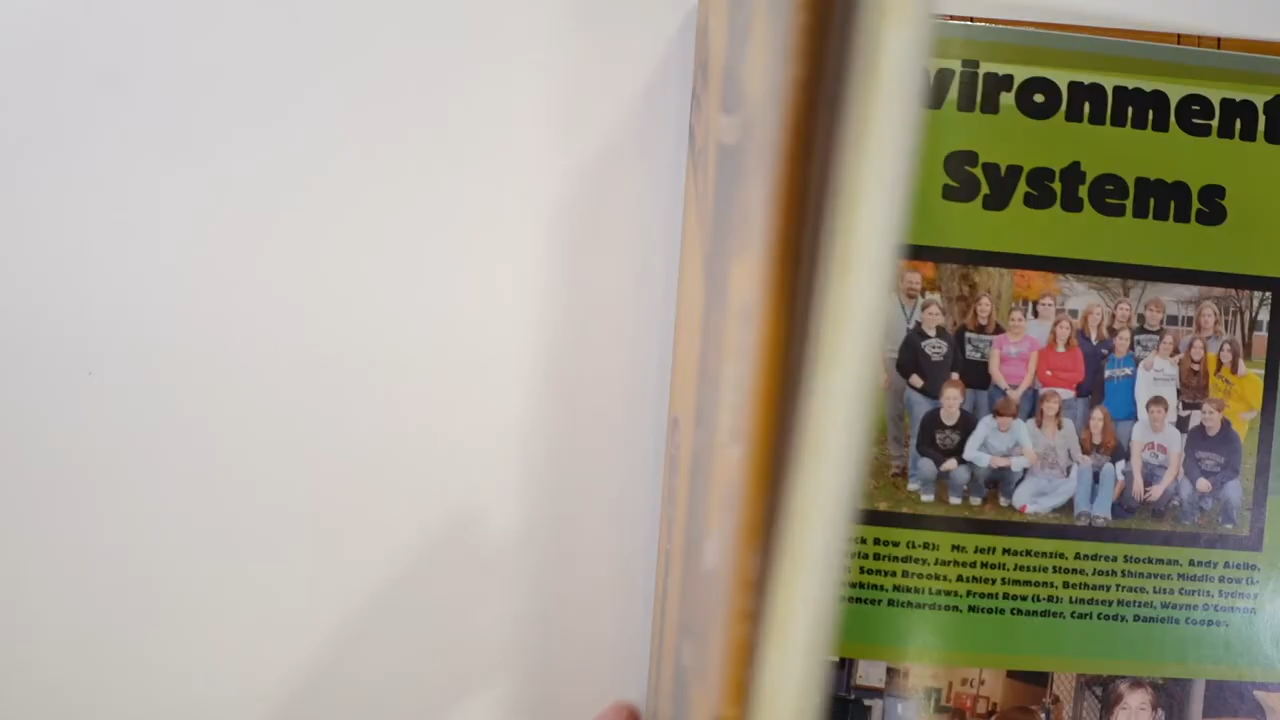 vironment
Systems
ck Row (L-R): Mr. Jeff MacKenzie, Andrea Stockman, Andy Aiello,
yla Brindley, Jarhed Holt, Jessie Stone, Josh Shinaver. Middle Row (L-
: Sonya Brooks, Ashley Simmons, Bethany Trace, Lisa Curtis, Sydney
wkins, Nikki Laws, Front Row (L-R): Lindsey Hetzel, Wayne O'Connor,
encer Richardson, Nicole Chandler, Carl Cody, Danielle Cooper.